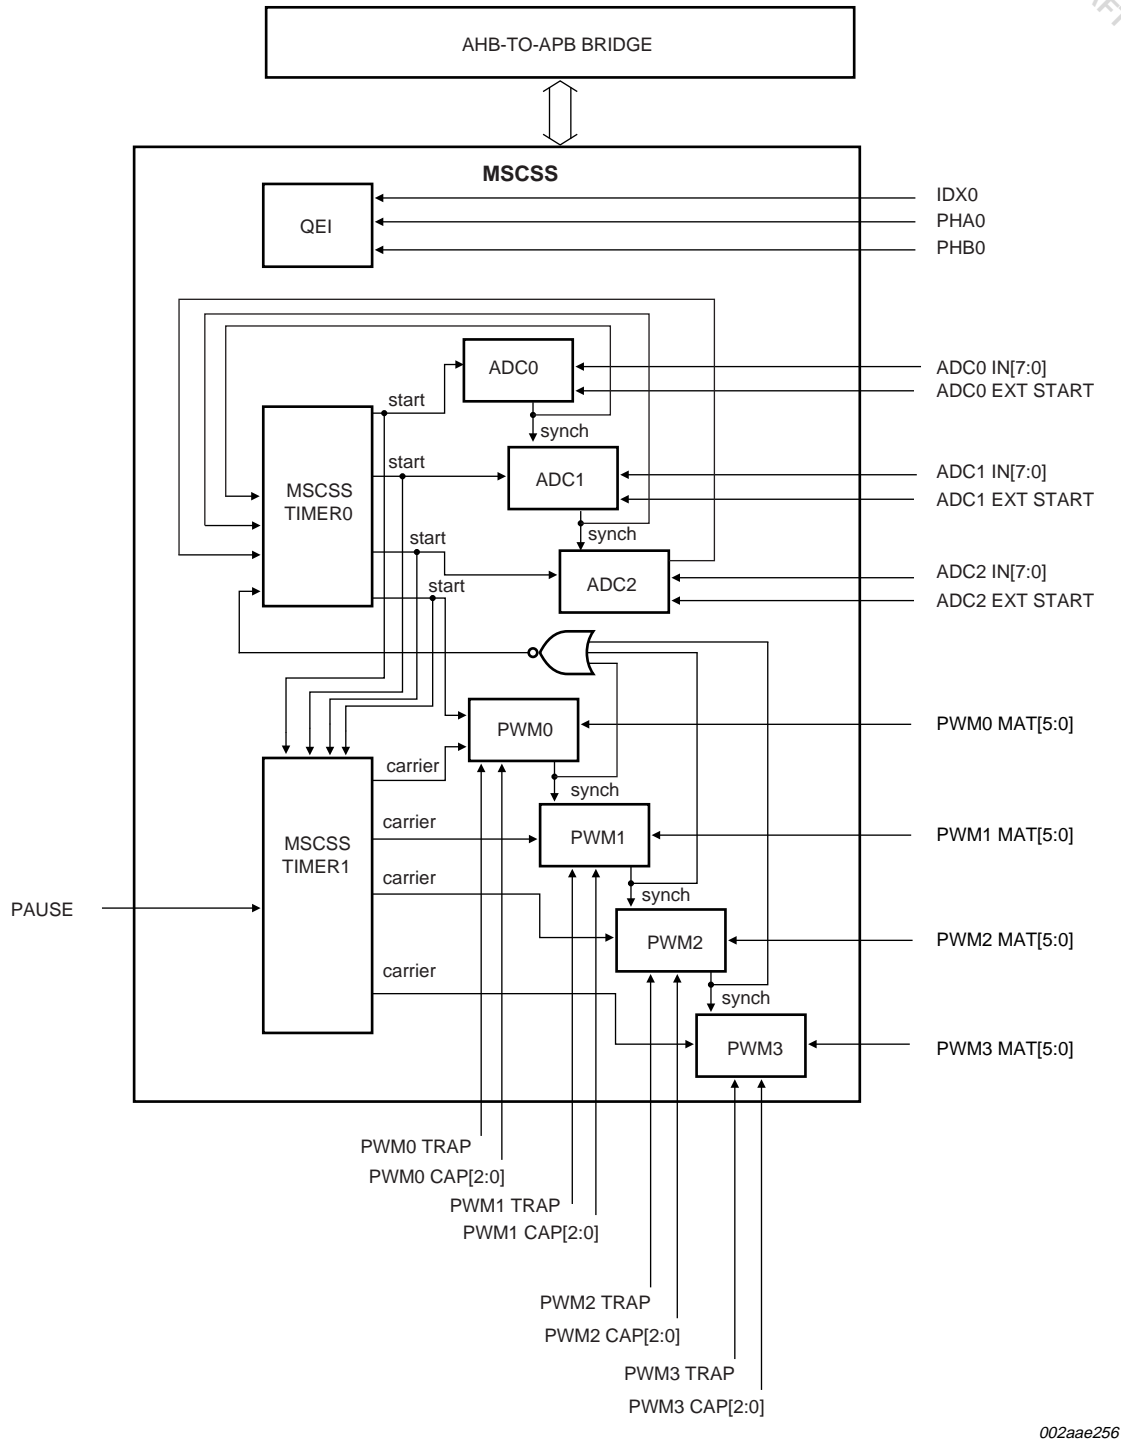 AHB-TO-APB BRIDGE
MSCSS
QEI
IDX0
PHA0
PHB0
ADC0
ADC0 IN[7:0]
ADC0 EXT START
start
synch
ADC1
ADC1 IN[7:0]
ADC1 EXT START
start
MSCSS
TIMER0
synch
start
ADC2
ADC2 IN[7:0]
ADC2 EXT START
start
PWM0
PWM0 MAT[5:0]
carrier
synch
carrier
PWM1
PWM1 MAT[5:0]
MSCSS
TIMER1
carrier
synch
PAUSE
PWM2
PWM2 MAT[5:0]
carrier
synch
PWM3
PWM3 MAT[5:0]
PWM0 TRAP
PWM0 CAP[2:0]
PWM1 TRAP
PWM1 CAP[2:0]
PWM2 TRAP
PWM2 CAP[2:0]
PWM3 TRAP
PWM3 CAP[2:0]
002aae256